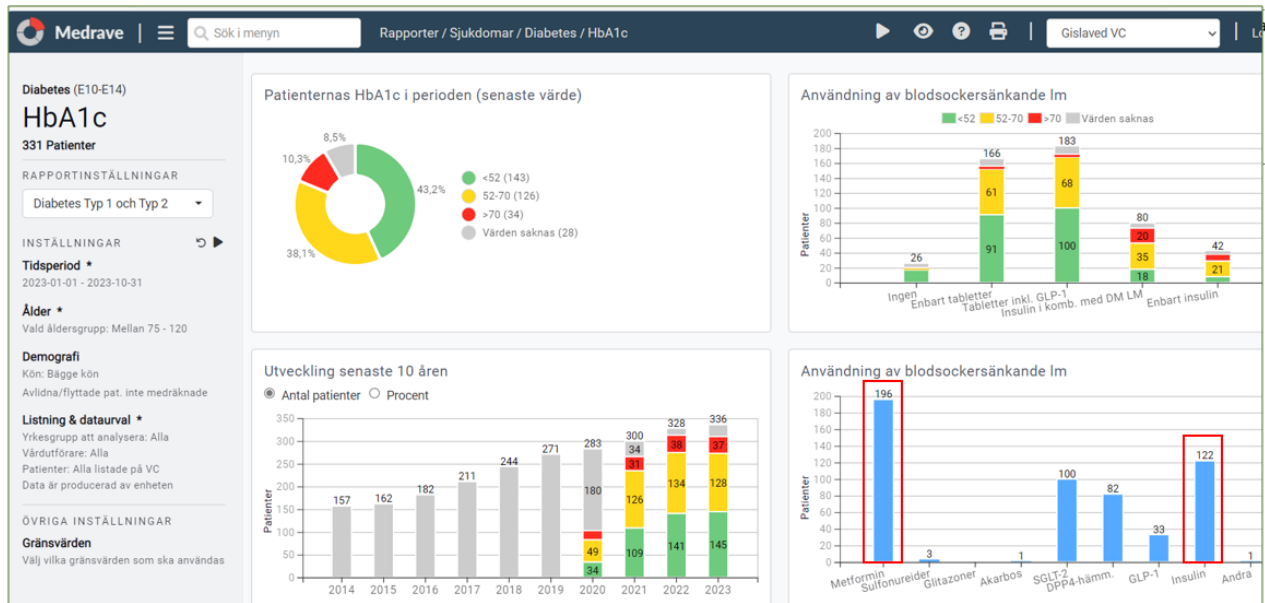 Medrave
Sök i menyn
Rapporter / Sjukdomar / Diabetes / HbA1c
Gislaved VC
Diabetes (E10-E14)
HbA1c
331 Patienter
RAPPORTINSTÄLLNINGAR
Diabetes Typ 1 och Typ 2
INSTÄLLNINGAR
Tidsperiod *
2023-01-01 - 2023-10-31
Ålder *
Vald åldersgrupp: Mellan 75 - 120
Demografi
Kön: Bägge kön
Avlidna/flyttade pat. inte medräknade
Listning & dataurval *
Yrkesgrupp att analysera: Alla
Vårdutförare: Alla
Patienter: Alla listade på VC
Data är producerad av enheten
ÖVRIGA INSTÄLLNINGAR
Gränsvärden
Välj vilka gränsvärden som ska användas
Patienternas HbA1c i perioden (senaste värde)
8,5%
10,3%
43,2%
38,1%
<52 (143)
52-70 (126)
>70 (34)
Värden saknas (28)
Användning av blodsockersänkande lm
<52 52-70 >70 Värden saknas
Patienter
200
180
160
140
120
100
80
60
40
20
0
26
166
61
91
183
68
100
80
20
35
18
42
21
Ingen
Enbart tabletter
Tabletter inkl. GLP-1
Insulin i komb. med DM LM
Enbart insulin
Utveckling senaste 10 åren
Antal patienter Procent
Patienter
350
300
250
200
150
100
50
0
157
162
182
211
244
271
283
180
49
34
300
34
31
126
109
328
38
134
141
336
37
128
145
2014 2015 2016 2017 2018 2019 2020 2021 2022 2023
Användning av blodsockersänkande lm
Patienter
200
180
160
140
120
100
80
60
40
20
0
196
3
1
100
82
33
122
1
Metformin
Sulfonureider
Glitazoner
Akarbos
SGLT-2
DPP4-hämm.
GLP-1
Insulin
Andra